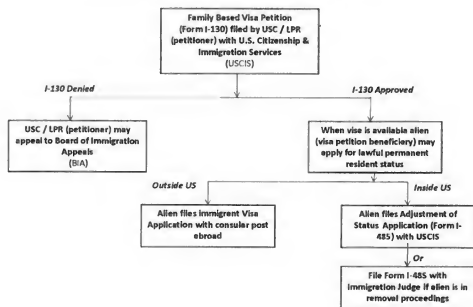 Family Based Visa Petition
(Form I-130) filed by USC / LPR
(petitioner) with U.S. Citizenship &
Immigration Services
(USCIS)
I-130 Denied
I-130 Approved
USC / LPR (petitioner) may
appeal to Board of Immigration
Appeals
(BIA)
When vise is available alien
(visa petition beneficiary) may
apply for lawful permanent
resident status
Outside US
Inside US
Alien files Immigrent Visa
Application with consular post
ebroad
Alien files Adjustment of
Status Application (Form I-
485) with USCIS
Or
File Form I-485 with
Immigration Judge if alien is in
removal proceedings